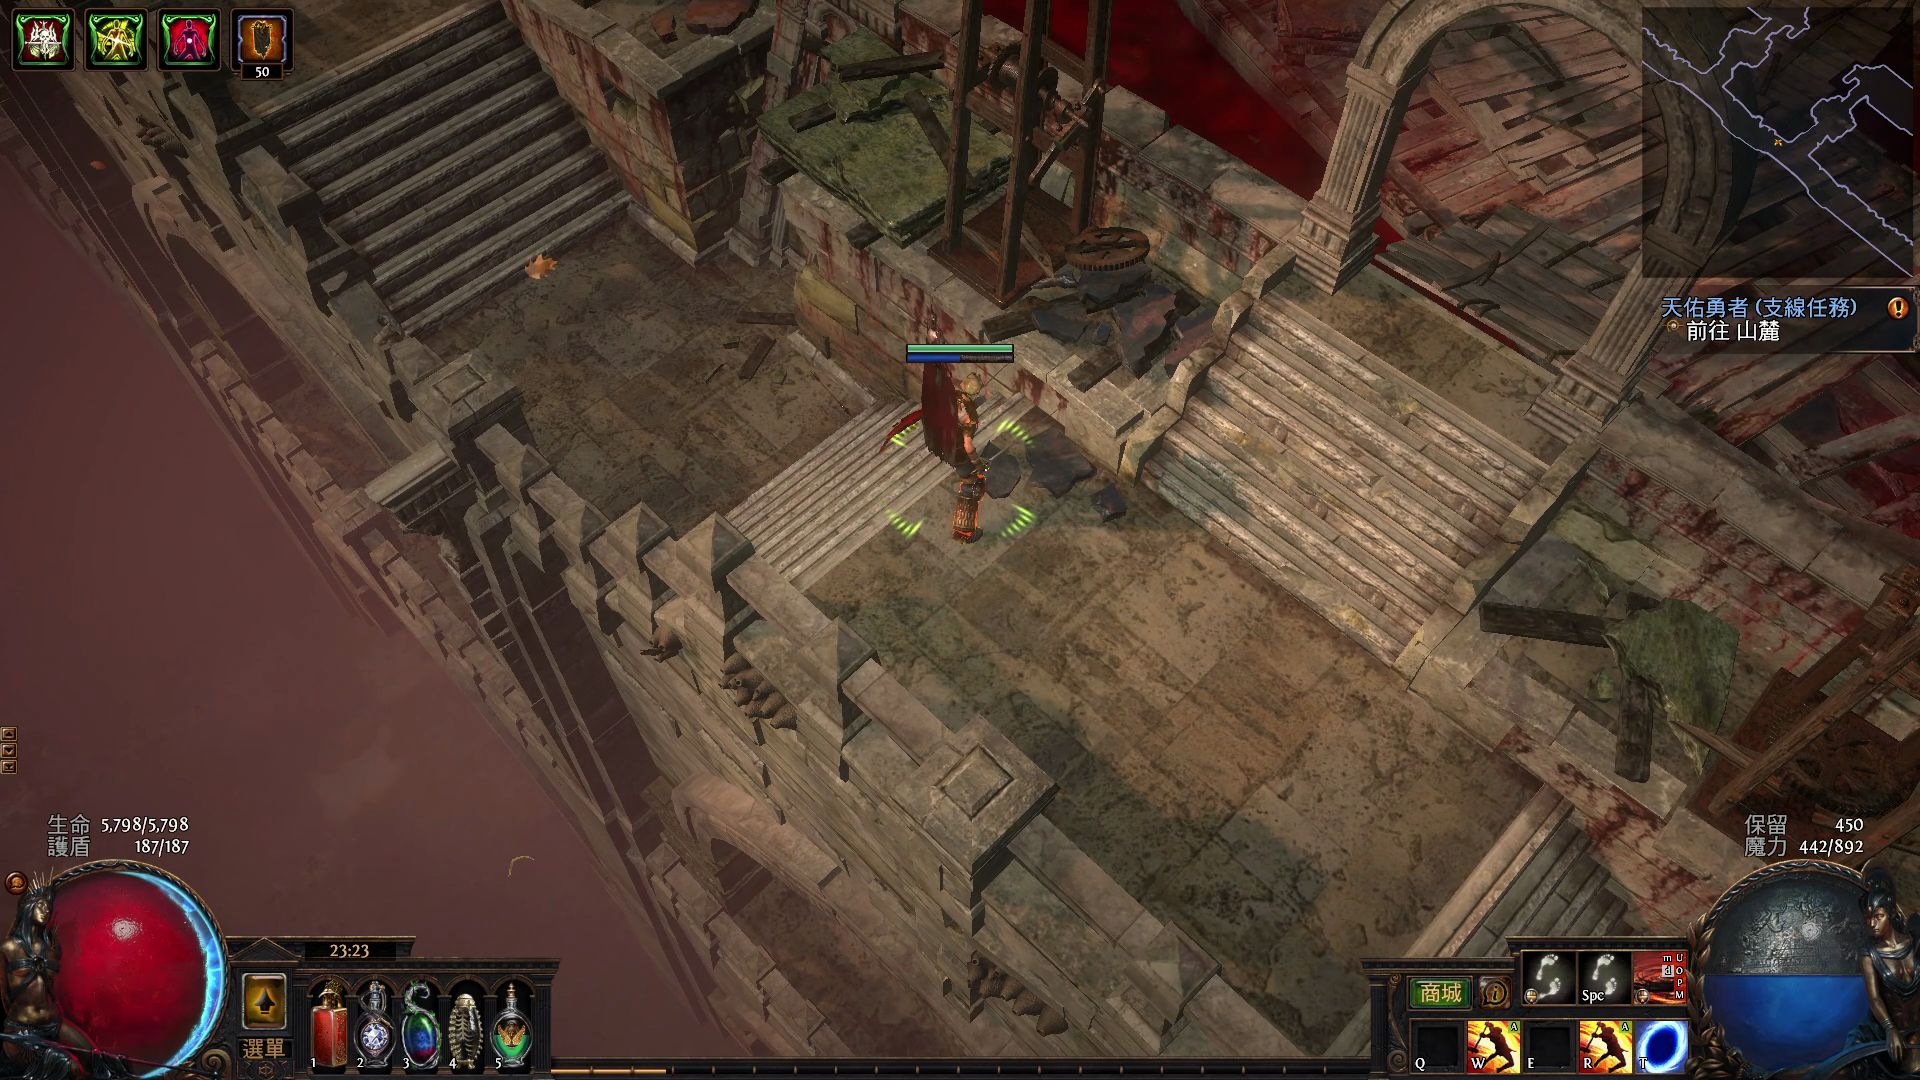 50
天佑勇者 (支線任務)
前往 山麓
生命 5,798/5,798
護盾 187/187
保留 450
魔力 442/892
23:23
選單
1 2 3 4 5
商城
Spc
m U
d O
P
M
Q W A E R A T